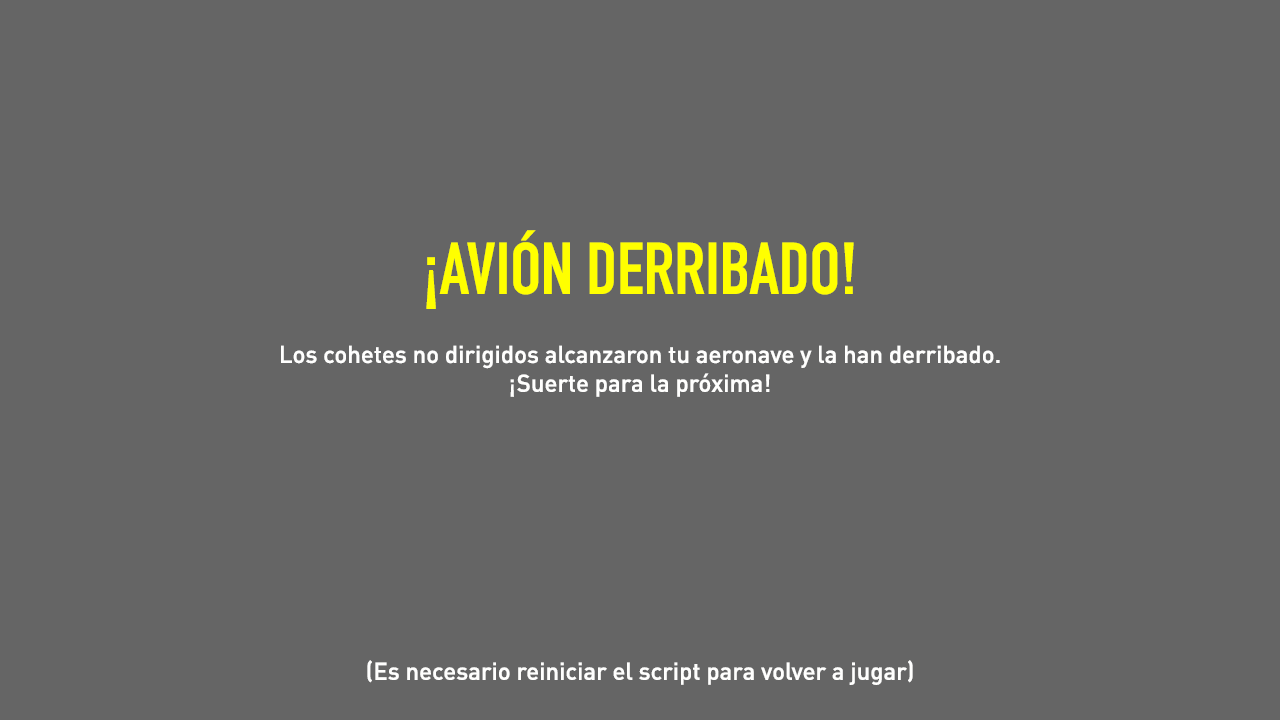 ¡AVIÓN DERRIBADO!
Los cohetes no dirigidos alcanzaron tu aeronave y la han derribado.
¡Suerte para la próxima!
(Es necesario reiniciar el script para volver a jugar)